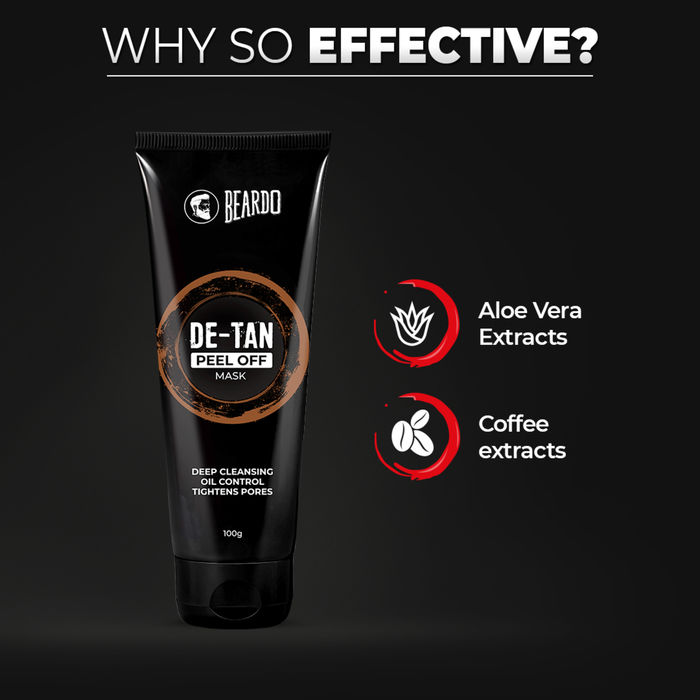 WHY SO EFFECTIVE?
BEARDO
DE-TAN
PEEL OFF
MASK
DEEP CLEANSING
OIL CONTROL
TIGHTENS PORES
100g
Aloe Vera
Extracts
Coffee
extracts